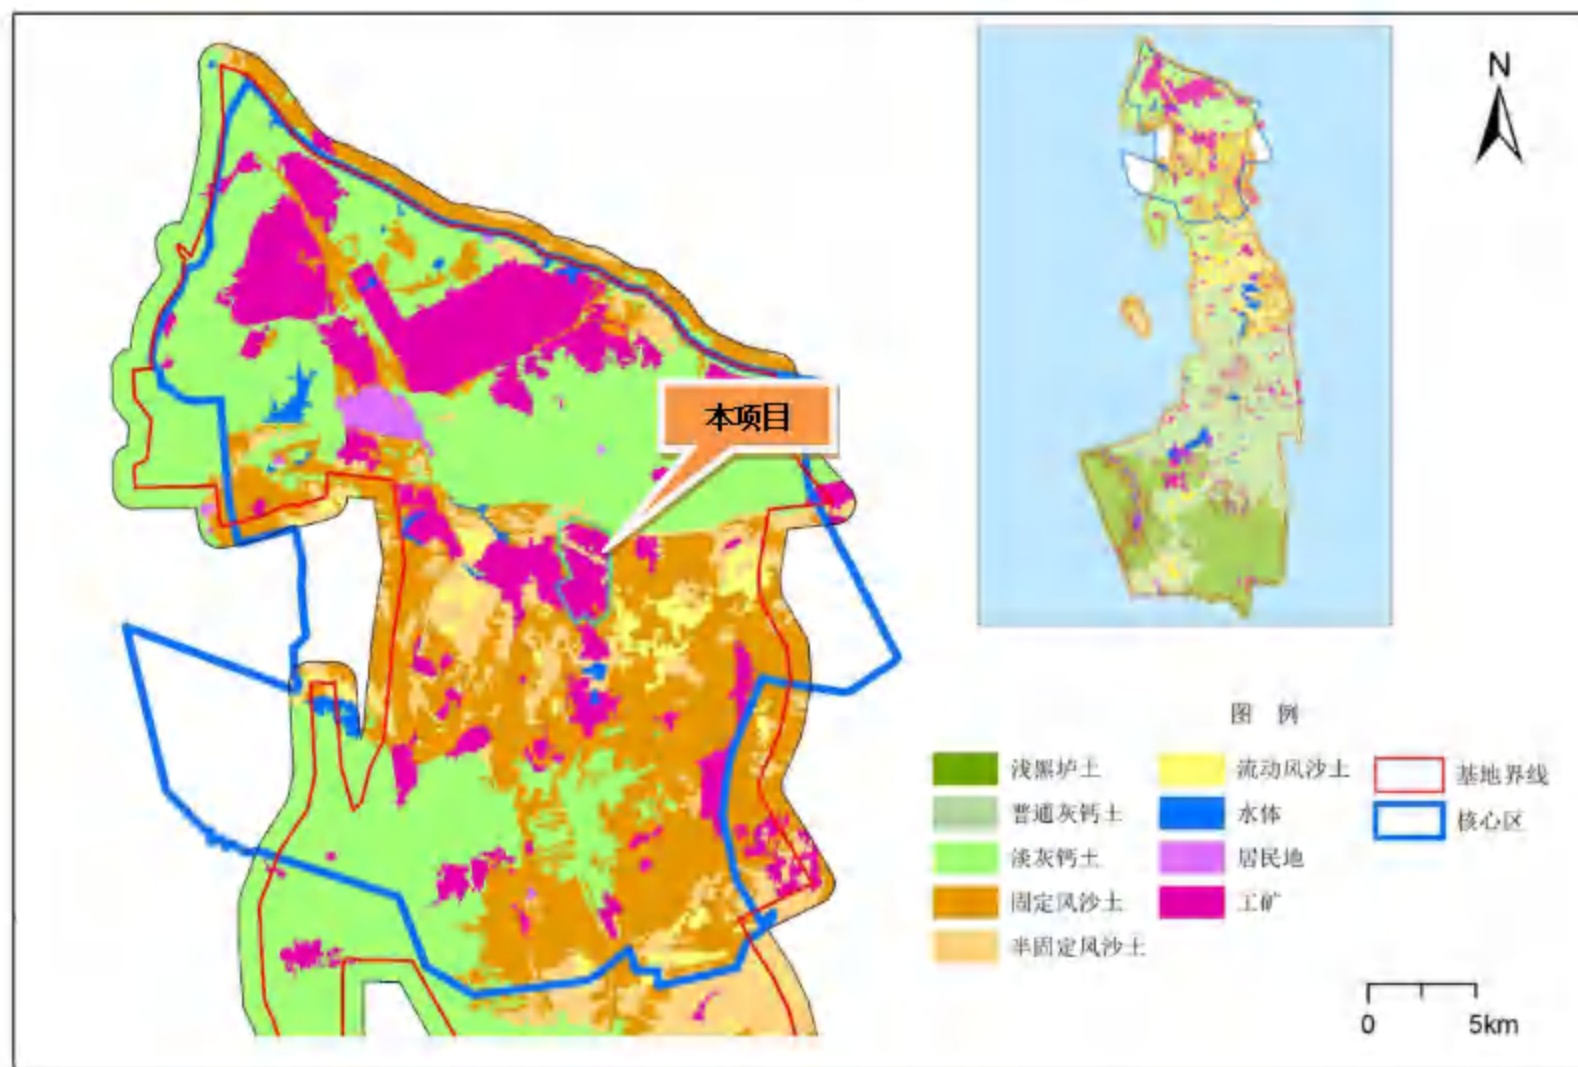 N
本项目
图 例
浅黑垆土
普通灰钙土
淡灰钙土
固定风沙土
半固定风沙土
流动风沙土
水体
居民地
工矿
基地界线
核心区
0 5km